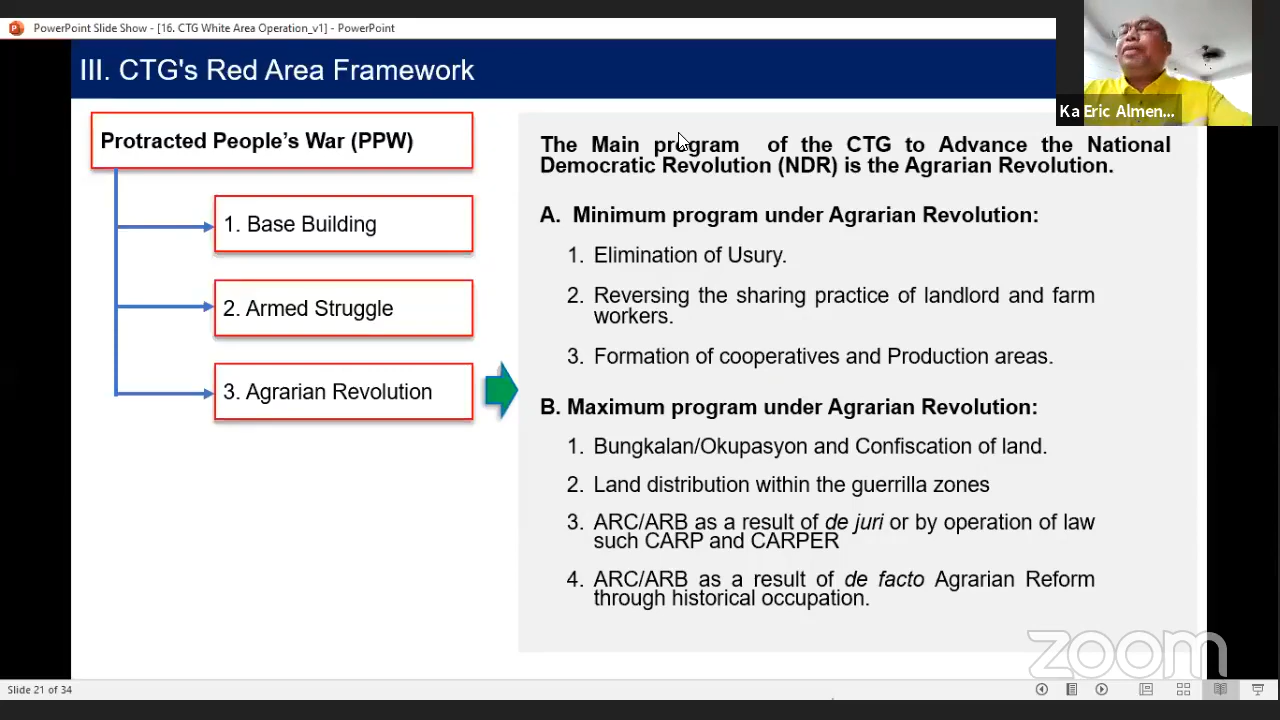 PowerPoint Slide Show - [16. CTG White Area Operation_v1] - PowerPoint
III. CTG's Red Area Framework
Ka Eric Almen...
Protracted People's War (PPW)
1. Base Building
2. Armed Struggle
3. Agrarian Revolution
The Main program of the CTG to Advance the National
Democratic Revolution (NDR) is the Agrarian Revolution.
A. Minimum program under Agrarian Revolution:
1. Elimination of Usury.
2. Reversing the sharing practice of landlord and farm
workers.
3. Formation of cooperatives and Production areas.
B. Maximum program under Agrarian Revolution:
1. Bungkalan/Okupasyon and Confiscation of land.
2. Land distribution within the guerrilla zones
3. ARC/ARB as a result of de juri or by operation of law
such CARP and CARPER
4. ARC/ARB as a result of de facto Agrarian Reform
through historical occupation.
zoom
Slide 21 of 34